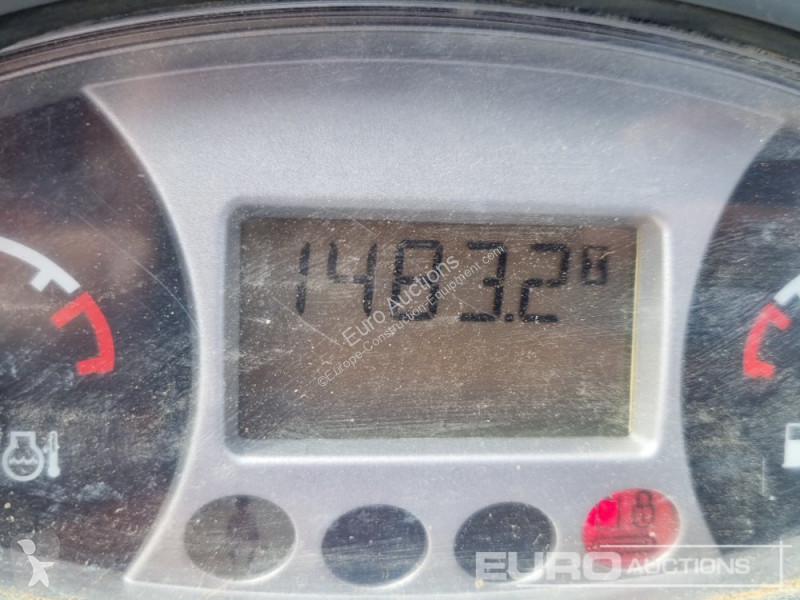 1483.2
Euro Auctions
©Europe-Construction-Equipment.com
EURO AUCTIONS